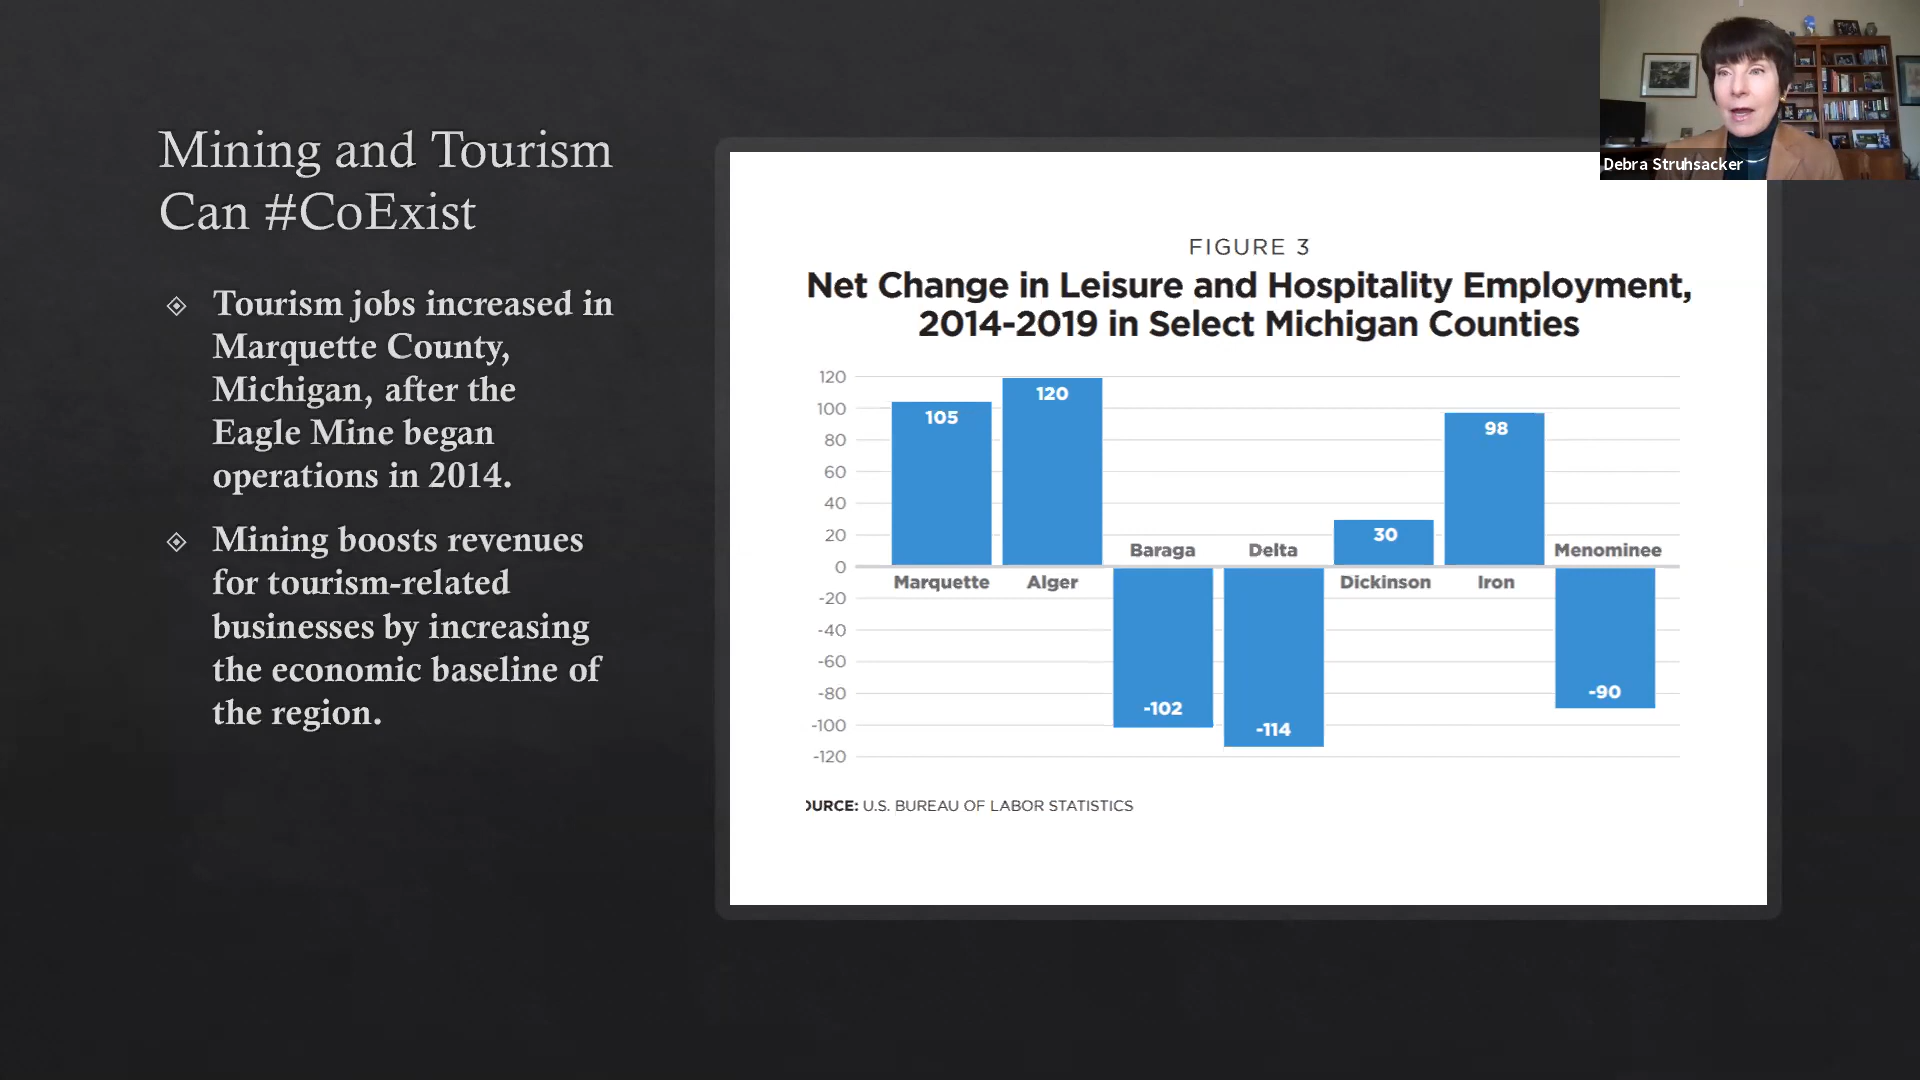 Mining and Tourism
Can #CoExist
Tourism jobs increased in
Marquette County,
Michigan, after the
Eagle Mine began
operations in 2014.
Mining boosts revenues
for tourism-related
businesses by increasing
the economic baseline of
the region.
Debra Struhsacker
FIGURE 3
Net Change in Leisure and Hospitality Employment,
2014-2019 in Select Michigan Counties
120
100
80
60
40
20
0
-20
-40
-60
-80
-100
-120
105
120
98
30
Baraga Delta Menominee
Marquette Alger Dickinson Iron
-102
-114
-90
OURCE: U.S. BUREAU OF LABOR STATISTICS